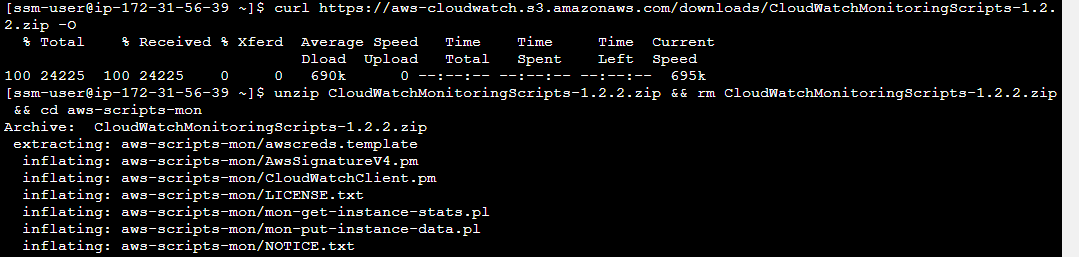 [ssm-user@ip-172-31-56-39 ~]$ curl https://aws-cloudwatch.s3.amazonaws.com/downloads/CloudWatchMonitoringScripts-1.2.
2.zip -O
  % Total    % Received % Xferd  Average Speed   Time    Time     Time  Current
                                 Dload  Upload   Total   Spent    Left  Speed
100 24225  100 24225    0     0   690k      0 --:--:-- --:--:-- --:--:--  695k
[ssm-user@ip-172-31-56-39 ~]$ unzip CloudWatchMonitoringScripts-1.2.2.zip && rm CloudWatchMonitoringScripts-1.2.2.zip
 && cd aws-scripts-mon
Archive:  CloudWatchMonitoringScripts-1.2.2.zip
 extracting: aws-scripts-mon/awscreds.template
  inflating: aws-scripts-mon/AwsSignatureV4.pm
  inflating: aws-scripts-mon/CloudWatchClient.pm
  inflating: aws-scripts-mon/LICENSE.txt
  inflating: aws-scripts-mon/mon-get-instance-stats.pl
  inflating: aws-scripts-mon/mon-put-instance-data.pl
  inflating: aws-scripts-mon/NOTICE.txt